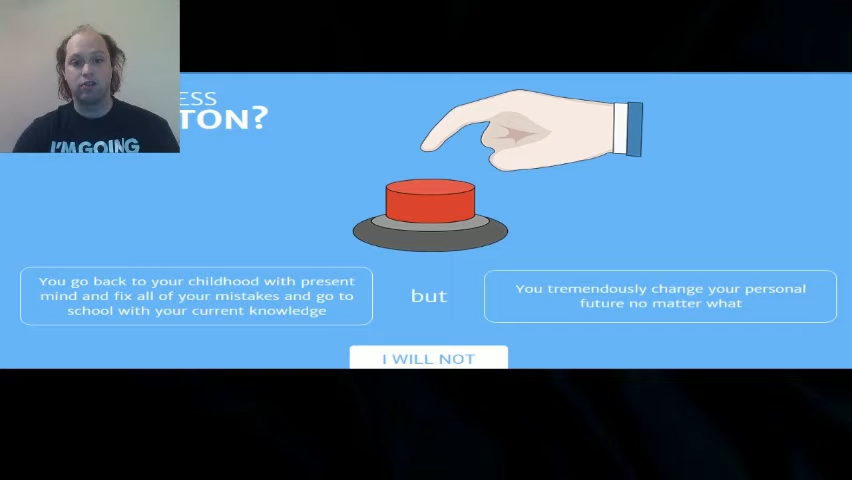 ESS
TON?
I'M GOING
You go back to your childhood with present
mind and fix all of your mistakes and go to
school with your current knowledge
but
You tremendously change your personal
future no matter what
I WILL NOT